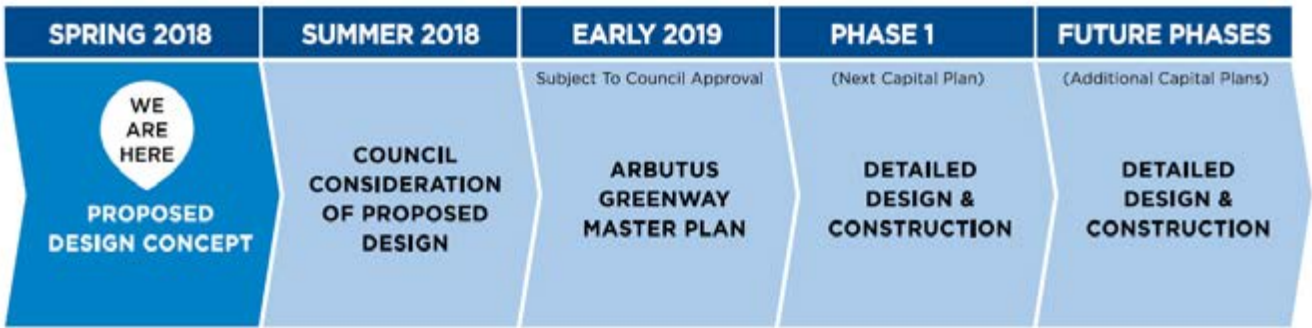 SPRING 2018
SUMMER 2018
EARLY 2019
PHASE 1
FUTURE PHASES
WE
ARE
HERE
PROPOSED
DESIGN CONCEPT
COUNCIL
CONSIDERATION
OF PROPOSED
DESIGN
Subject To Council Approval
ARBUTUS
GREENWAY
MASTER PLAN
(Next Capital Plan)
DETAILED
DESIGN &
CONSTRUCTION
(Additional Capital Plans)
DETAILED
DESIGN &
CONSTRUCTION